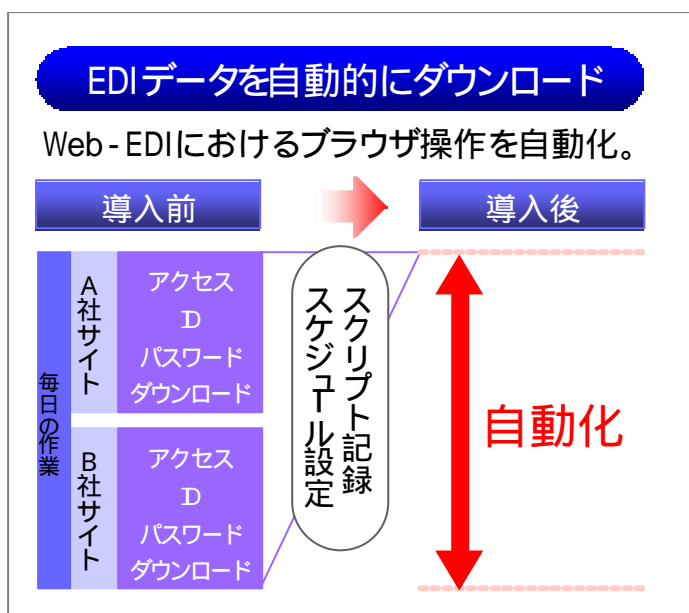 EDIデータを自動的にダウンロード
Web-EDIにおけるブラウザ操作を自動化。
導入前
導入後
毎日の作業
A社サイト
アクセス
D
パスワード
ダウンロード
B社サイト
アクセス
D
パスワード
ダウンロード
スクリプト記録
スケジュール設定
自動化